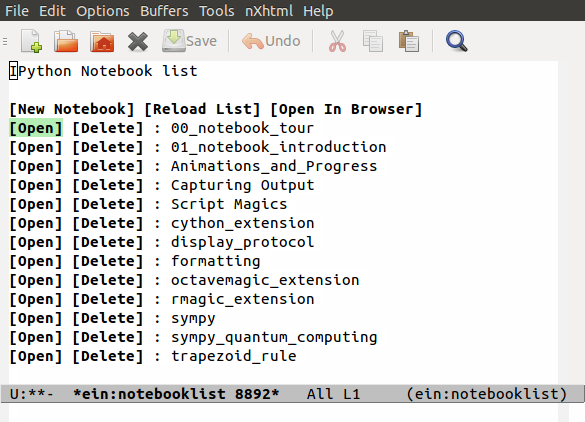 File Edit Options Buffers Tools nXhtml Help
Save Undo
IPython Notebook list
[New Notebook] [Reload List] [Open In Browser]
[Open] [Delete] : 00_notebook_tour
[Open] [Delete] : 01_notebook_introduction
[Open] [Delete] : Animations_and_Progress
[Open] [Delete] : Capturing Output
[Open] [Delete] : Script Magics
[Open] [Delete] : cython_extension
[Open] [Delete] : display_protocol
[Open] [Delete] : formatting
[Open] [Delete] : octavemagic_extension
[Open] [Delete] : rmagic_extension
[Open] [Delete] : sympy
[Open] [Delete] : sympy_quantum_computing
[Open] [Delete] : trapezoid_rule
U:**- *ein:notebooklist 8892* All L1 (ein:notebooklist)